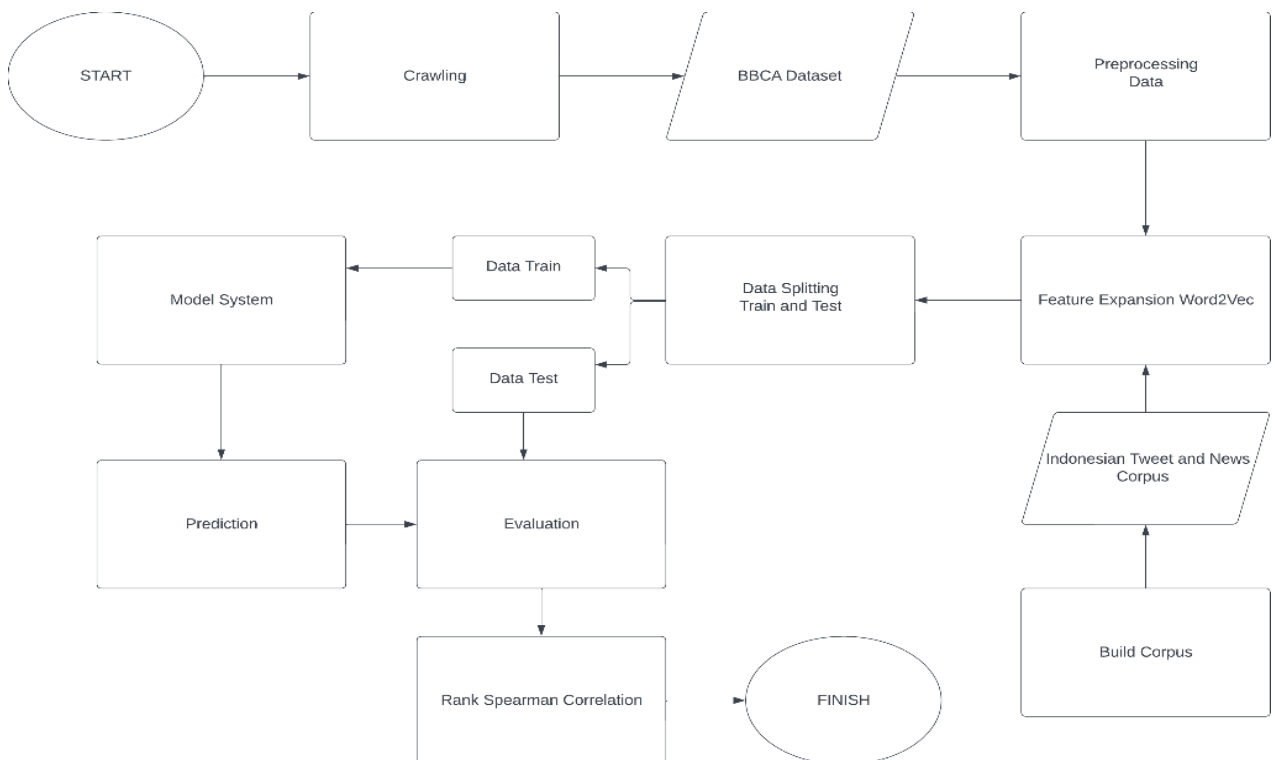 START
Crawling
BBCA Dataset
Preprocessing
Data
Model System
Data Train
Data Splitting
Train and Test
Feature Expansion Word2Vec
Data Test
Indonesian Tweet and News
Corpus
Prediction
Evaluation
Build Corpus
Rank Spearman Correlation
FINISH